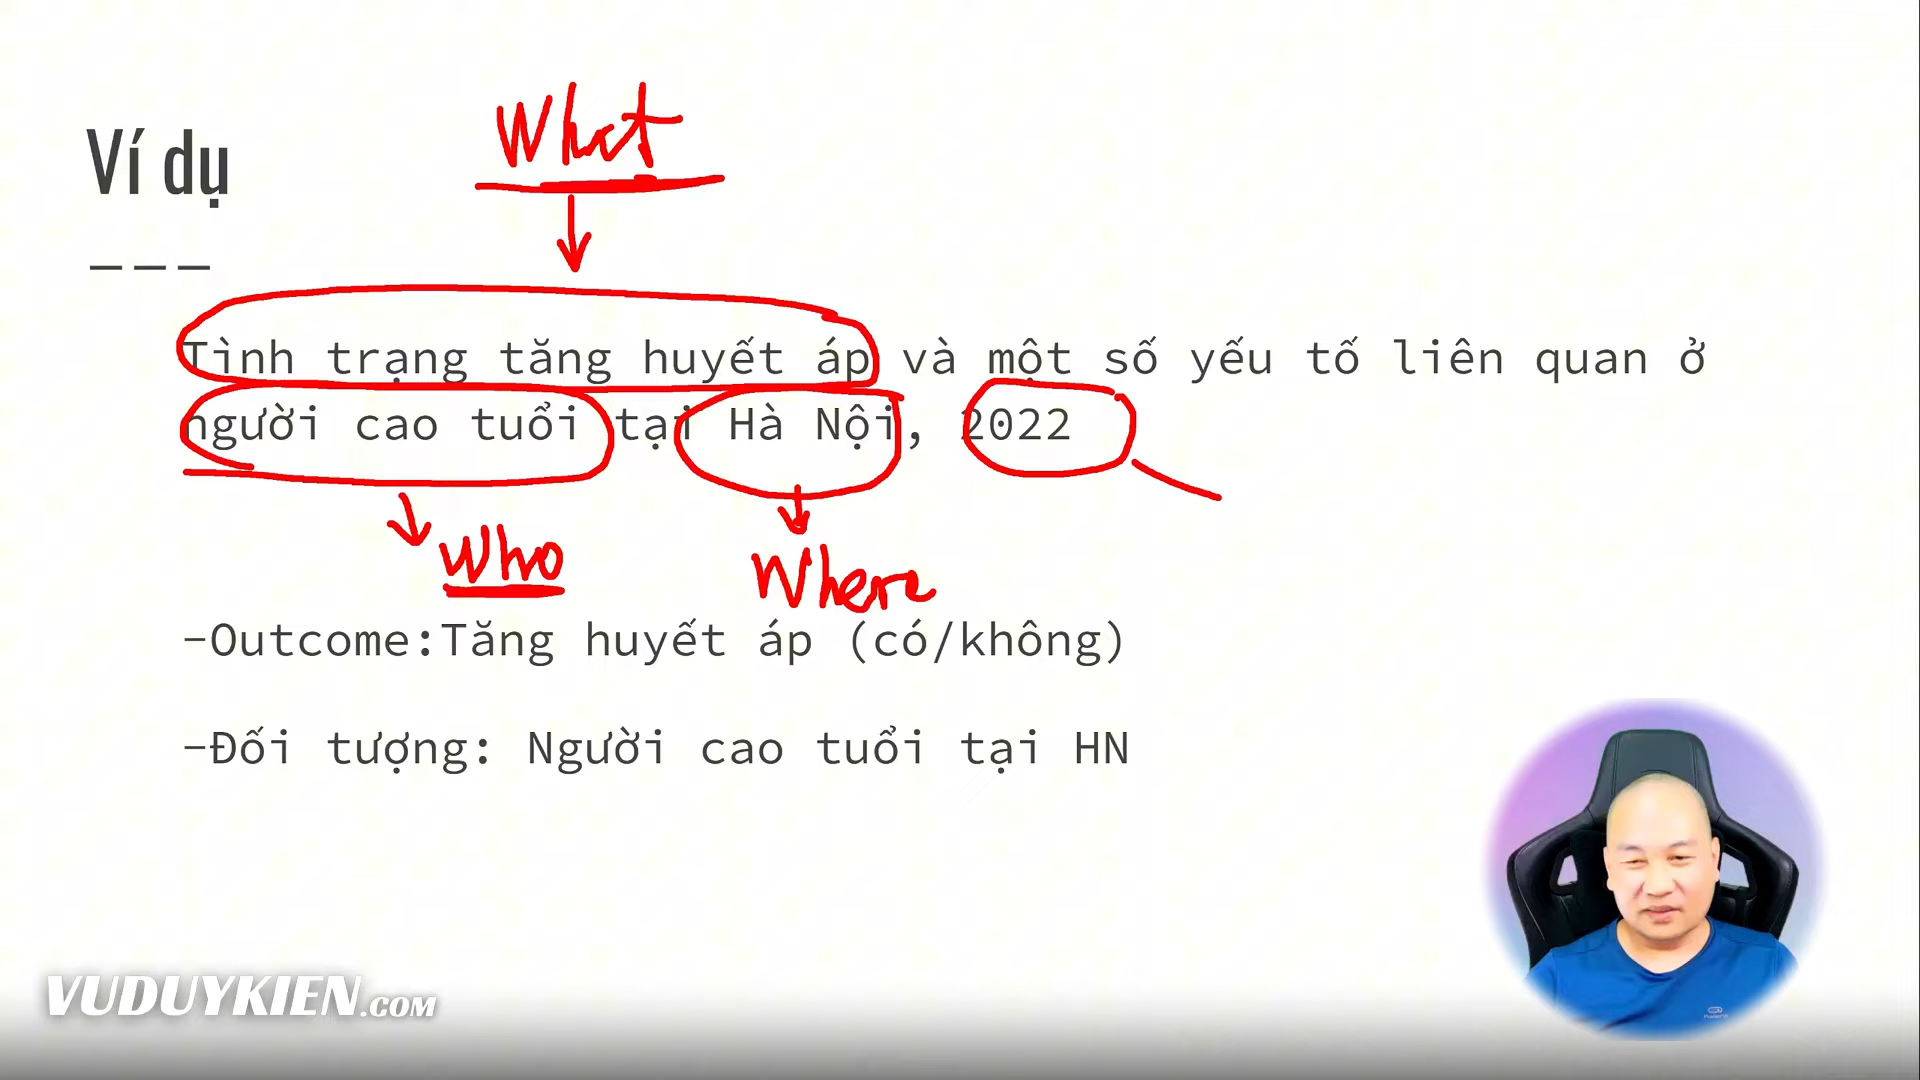 What
Ví dụ
---
Tình trạng tăng huyết áp và một số yếu tố liên quan ở
người cao tuổi tại Hà Nội, 2022
Who
Where
-Outcome:Tăng huyết áp (có/không)
-Đối tượng: Người cao tuổi tại HN
VUDUYKIEN.COM